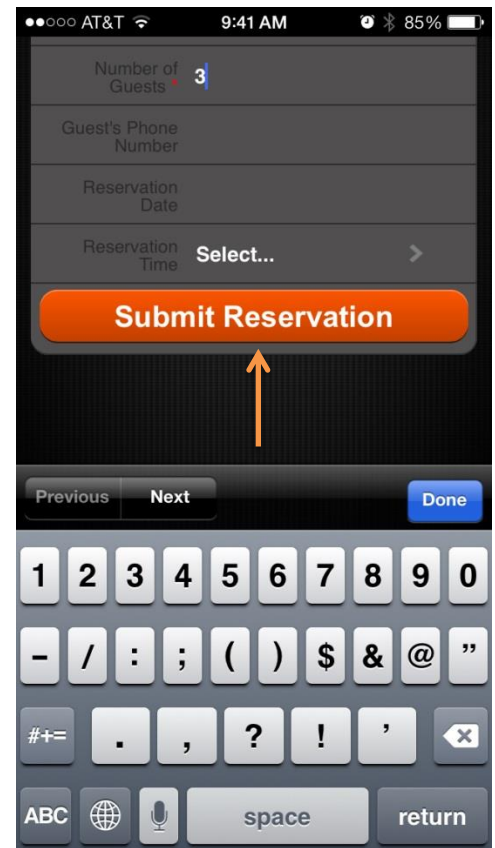 AT&T 9:41 AM 85%
Number of
Guests * 3
Guest's Phone
Number
Reservation
Date
Reservation
Time Select...
Submit Reservation
Previous Next Done
1 2 3 4 5 6 7 8 9 0
- / : ; ( ) $ & @ ”
#+= . , ? ! ’
ABC space return